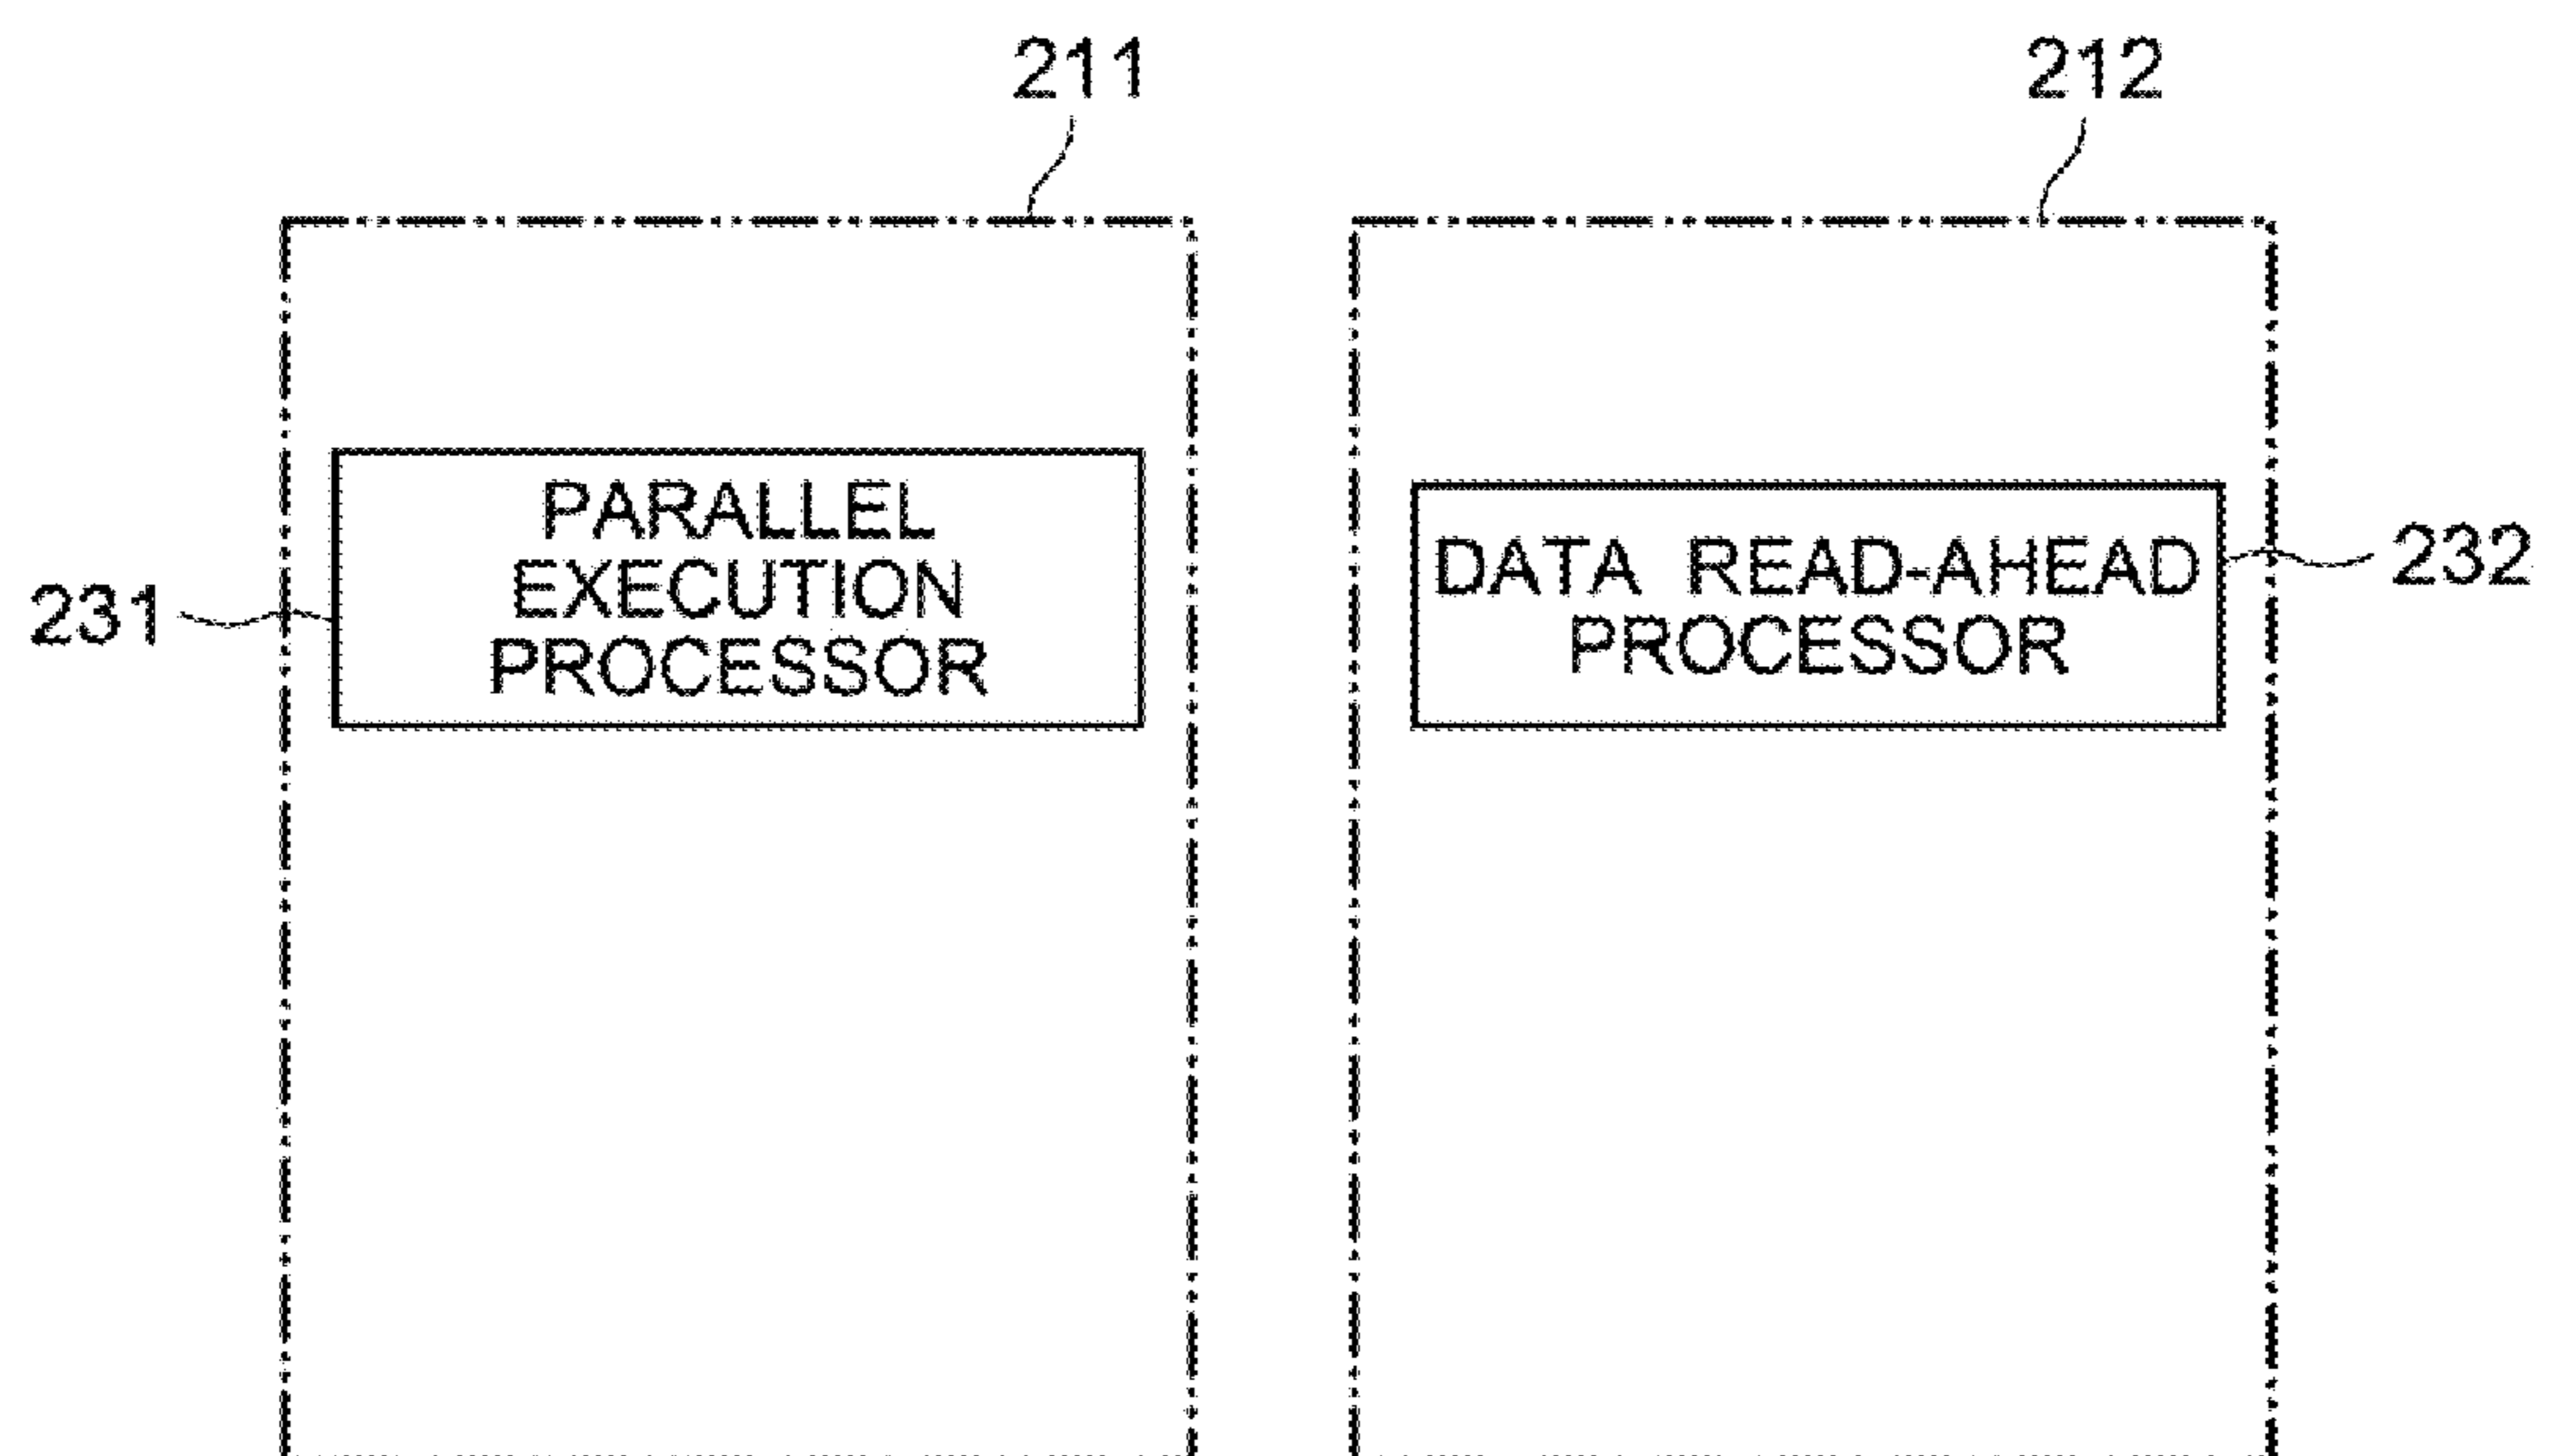 211
212
PARALLEL
EXECUTION
PROCESSOR
231
DATA READ-AHEAD
PROCESSOR
232